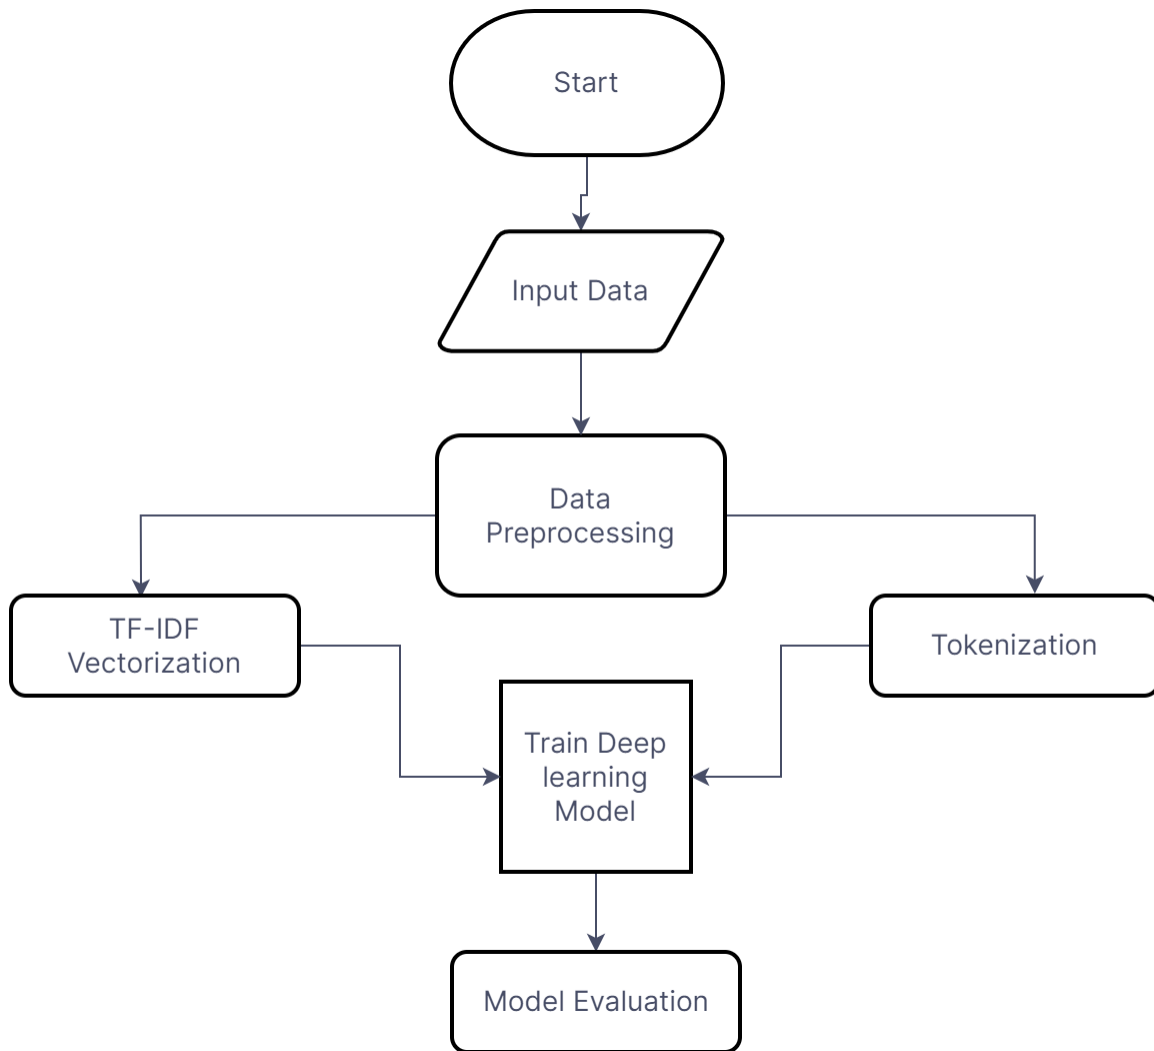 Start
Input Data
Data
Preprocessing
TF-IDF
Vectorization
Tokenization
Train Deep
learning
Model
Model Evaluation